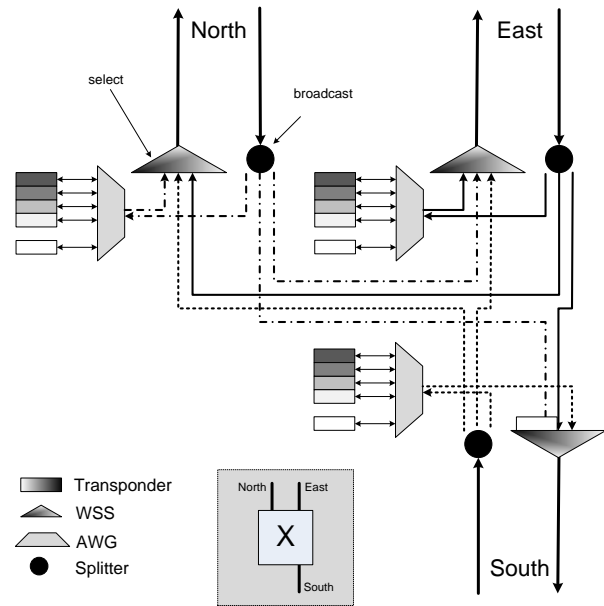 North
East
select
broadcast
Transponder
WSS
AWG
Splitter
North
East
X
South
South